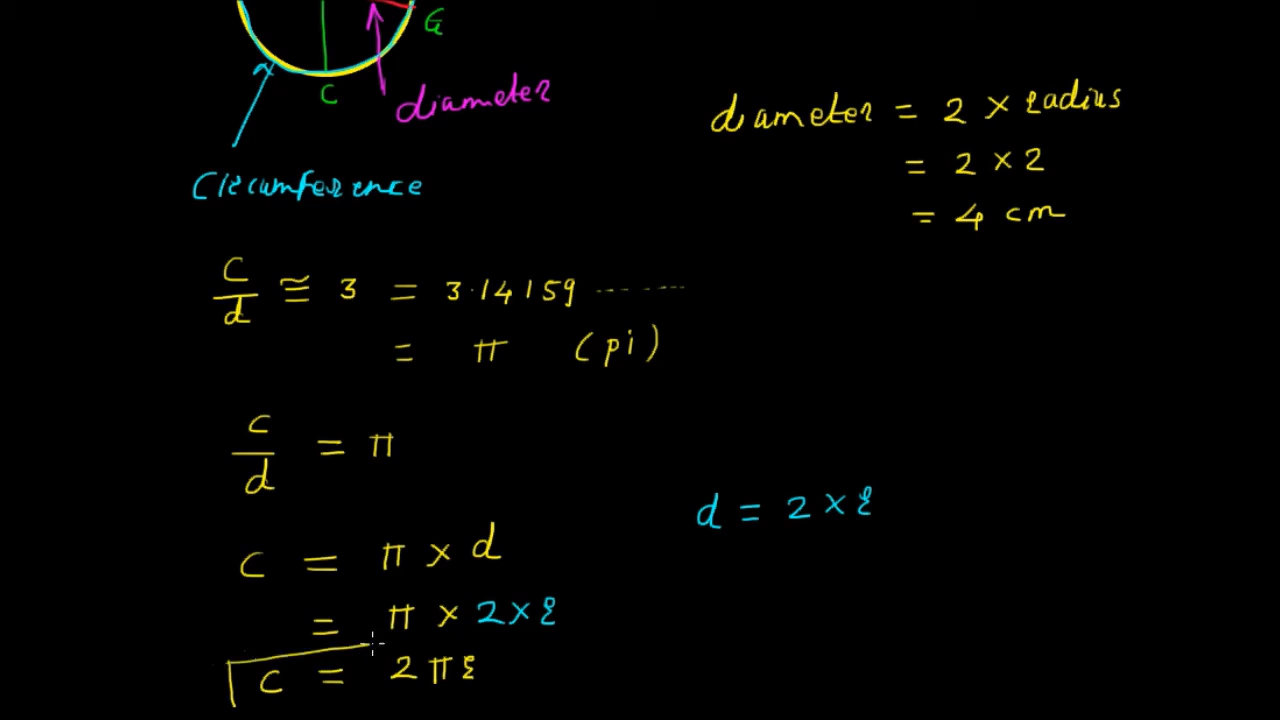 G
C
diameter
Circumference
diameter = 2 × radius
= 2 × 2
= 4 cm
C/d ≅ 3 = 3.14159 ------
= π (pi)
c/d = π
d = 2 × r
c = π × d
= π × 2 × r
c = 2πr